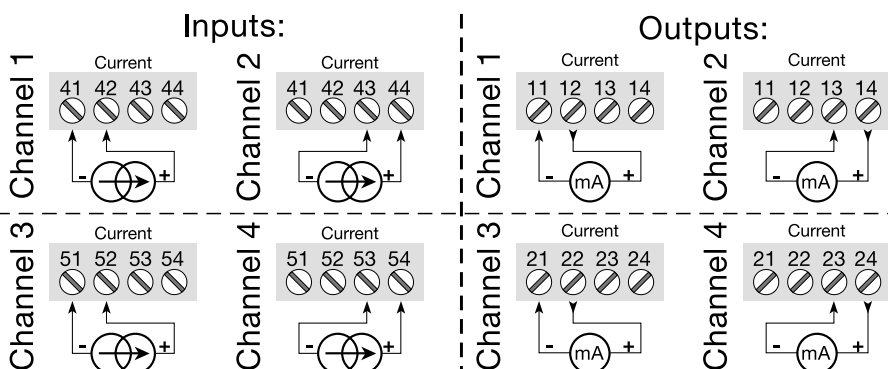 Inputs:
Outputs:
Channel 1
Current
41 42 43 44
- +
Channel 2
Current
41 42 43 44
- +
Channel 1
Current
11 12 13 14
- mA +
Channel 2
Current
11 12 13 14
- mA +
Channel 3
Current
51 52 53 54
- +
Channel 4
Current
51 52 53 54
- +
Channel 3
Current
21 22 23 24
- mA +
Channel 4
Current
21 22 23 24
- mA +